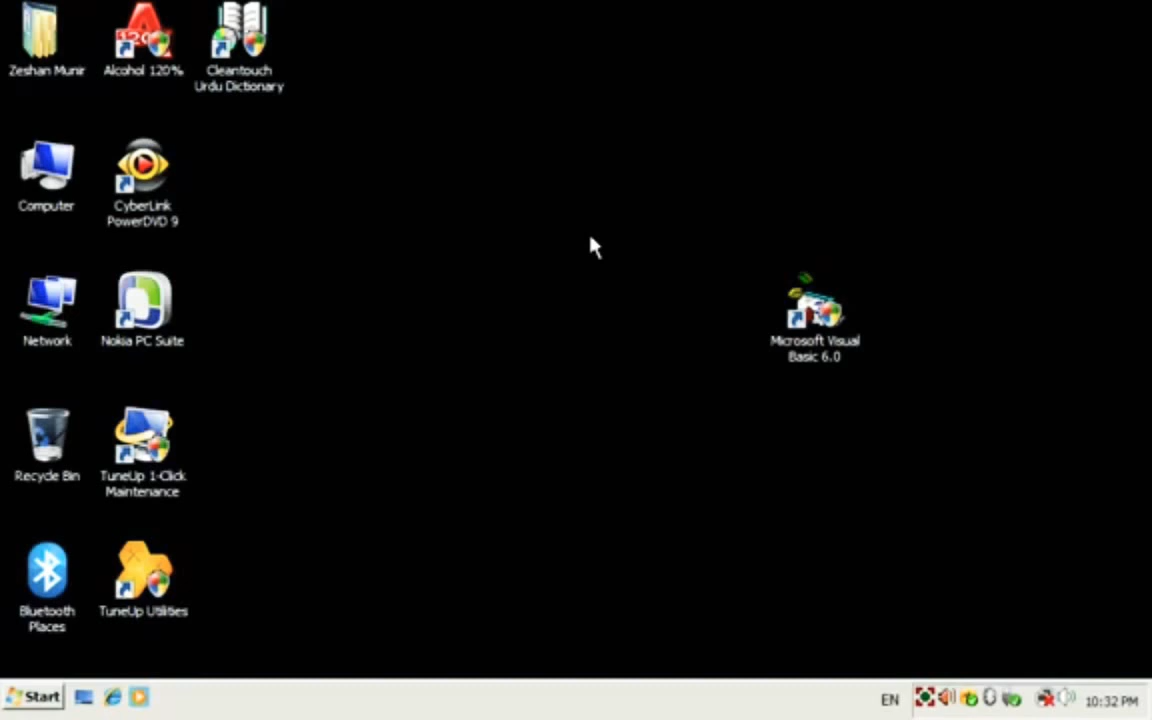 Zeshan Munir
Alcohol 120%
Cleantouch
Urdu Dictionary
Computer
CyberLink
PowerDVD 9
Network
Nokia PC Suite
Microsoft Visual
Basic 6.0
Recycle Bin
TuneUp 1-Click
Maintenance
Bluetooth
Places
TuneUp Utilities
Start
EN
10:32 PM